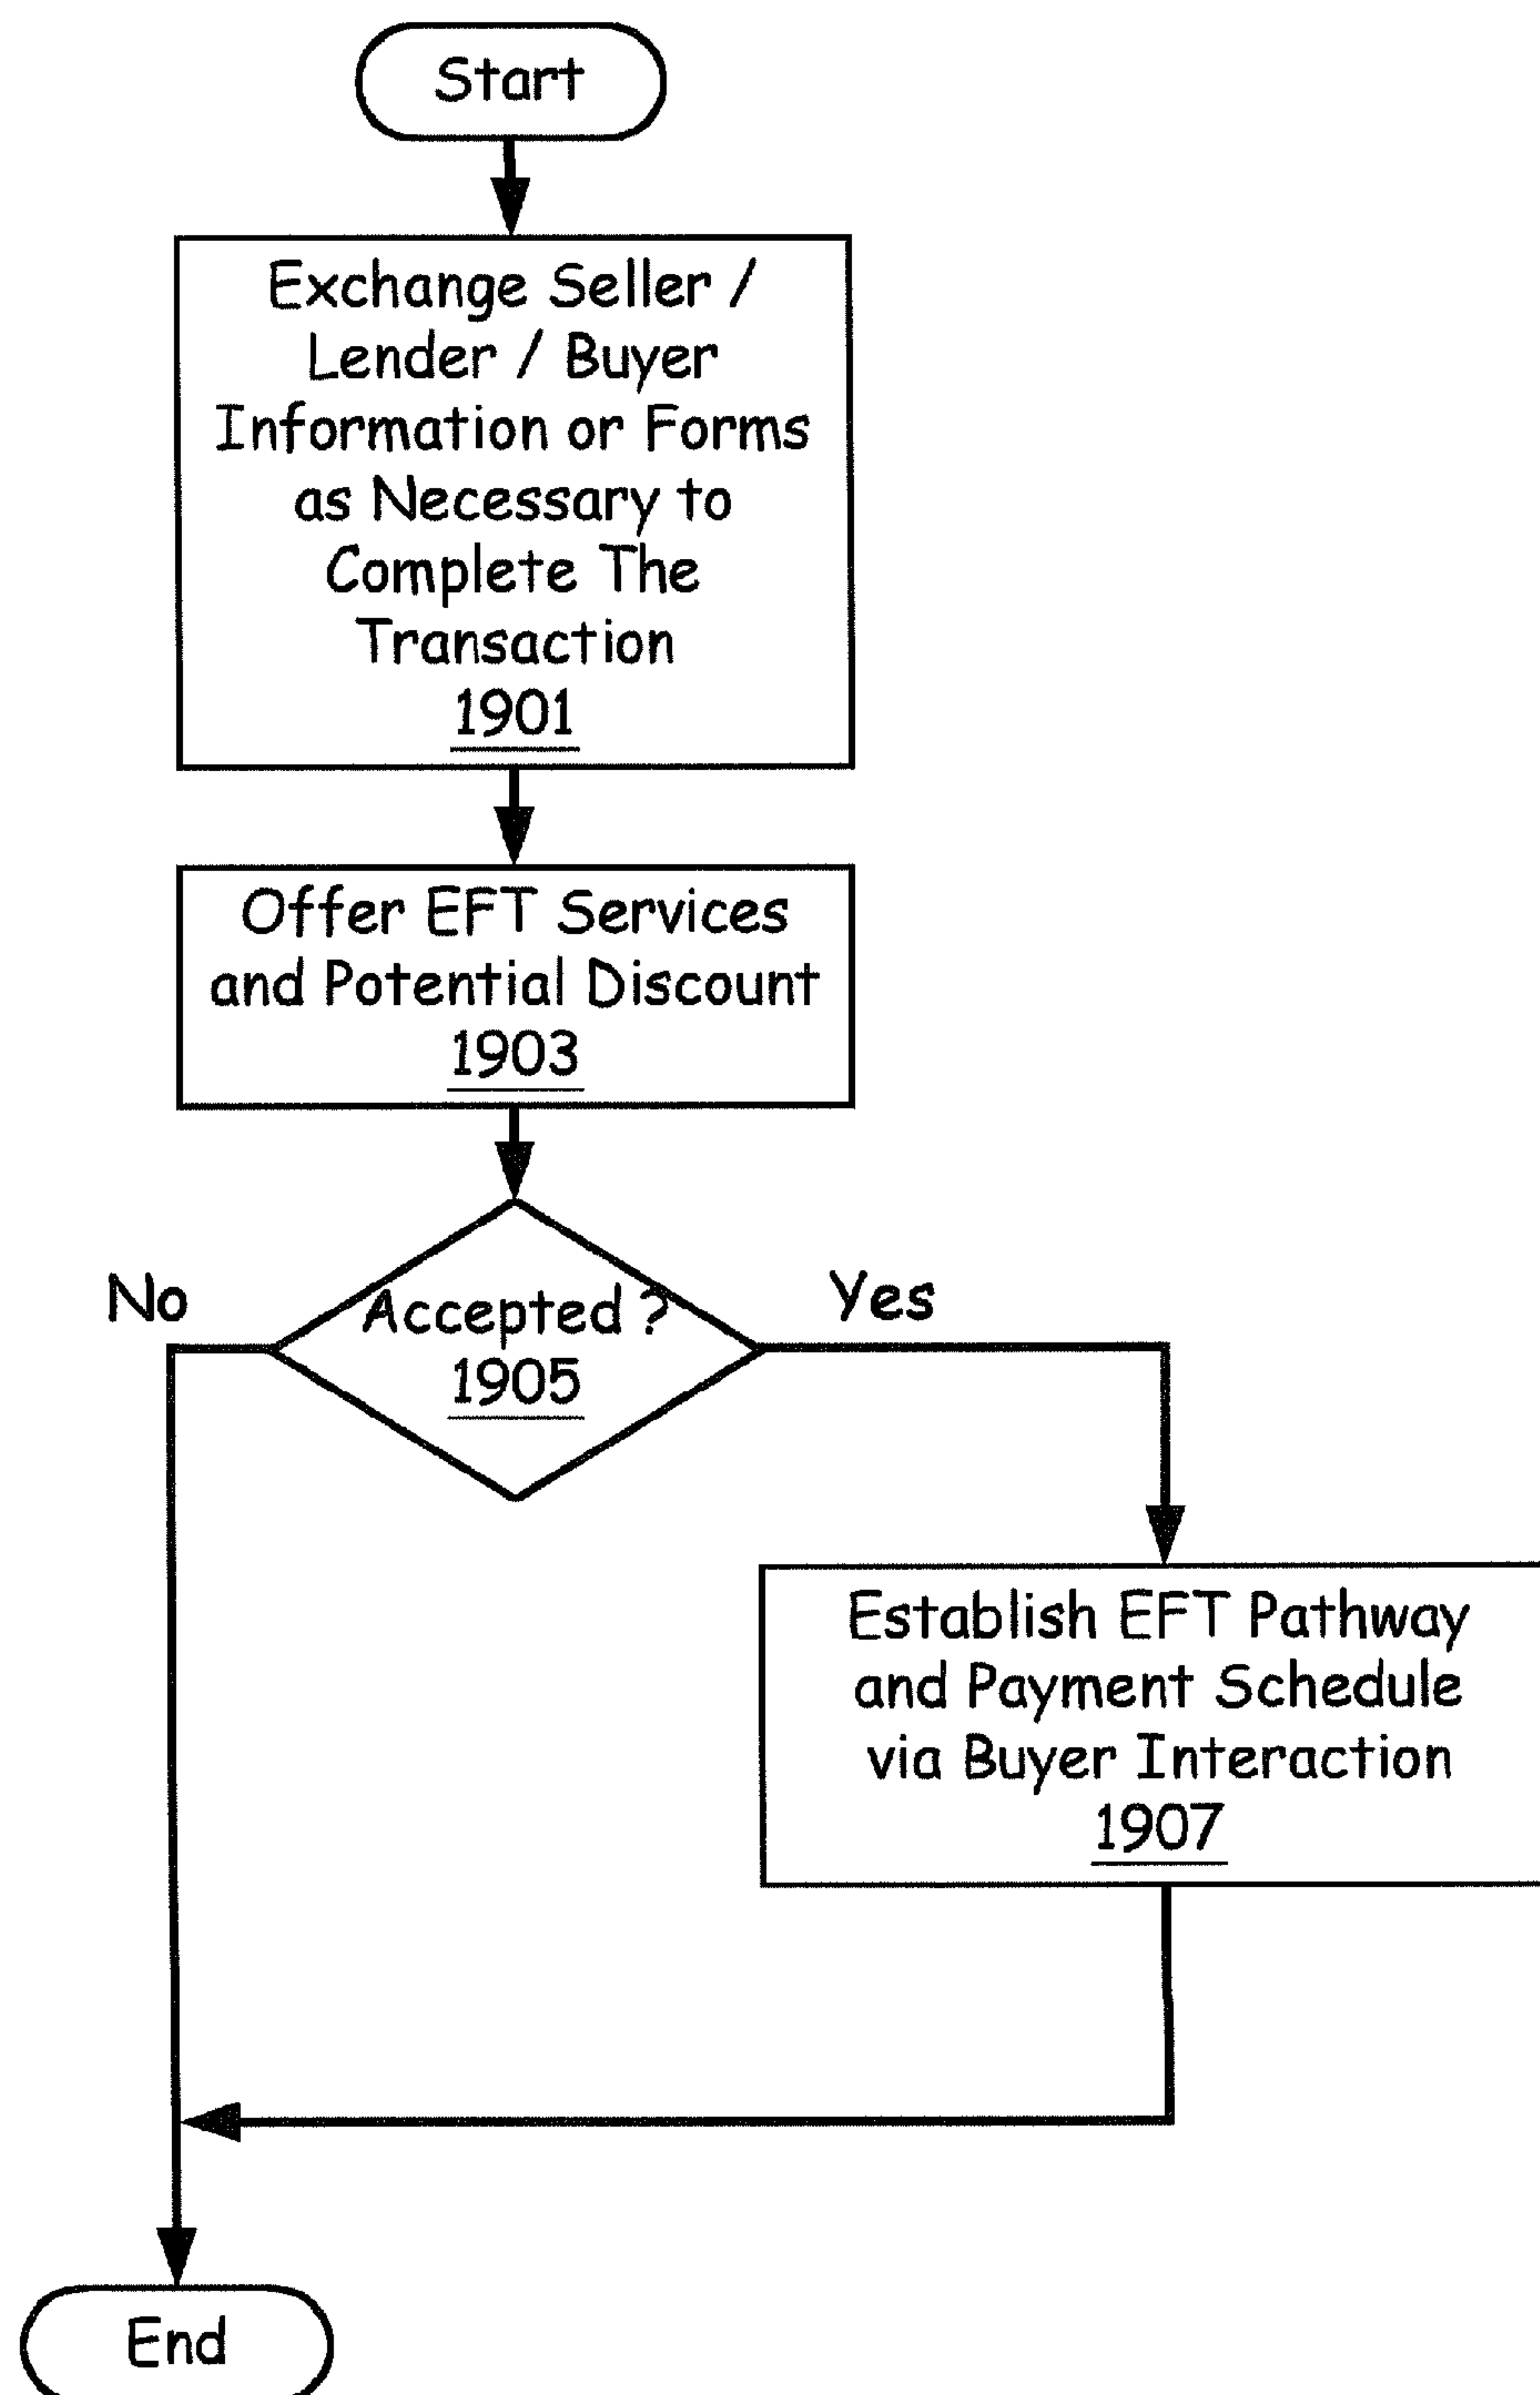 Start
Exchange Seller /
Lender / Buyer
Information or Forms
as Necessary to
Complete The
Transaction
1901
Offer EFT Services
and Potential Discount
1903
No
Accepted ?
1905
Yes
Establish EFT Pathway
and Payment Schedule
via Buyer Interaction
1907
End